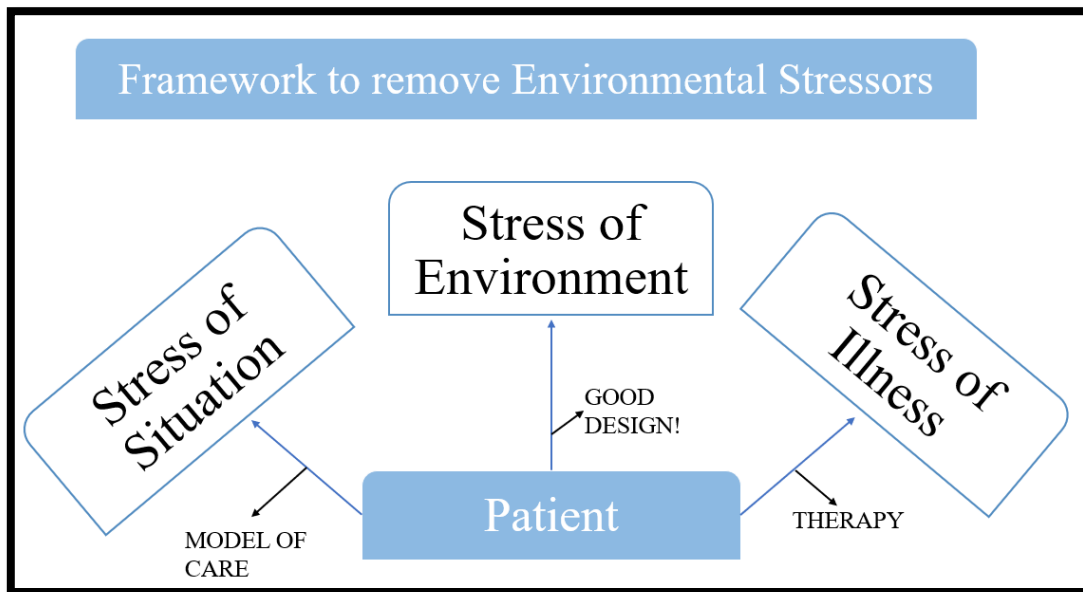 Framework to remove Environmental Stressors
Stress of
Environment
Stress of
Situation
Stress of
Illness
GOOD
DESIGN!
MODEL OF
CARE
Patient
THERAPY